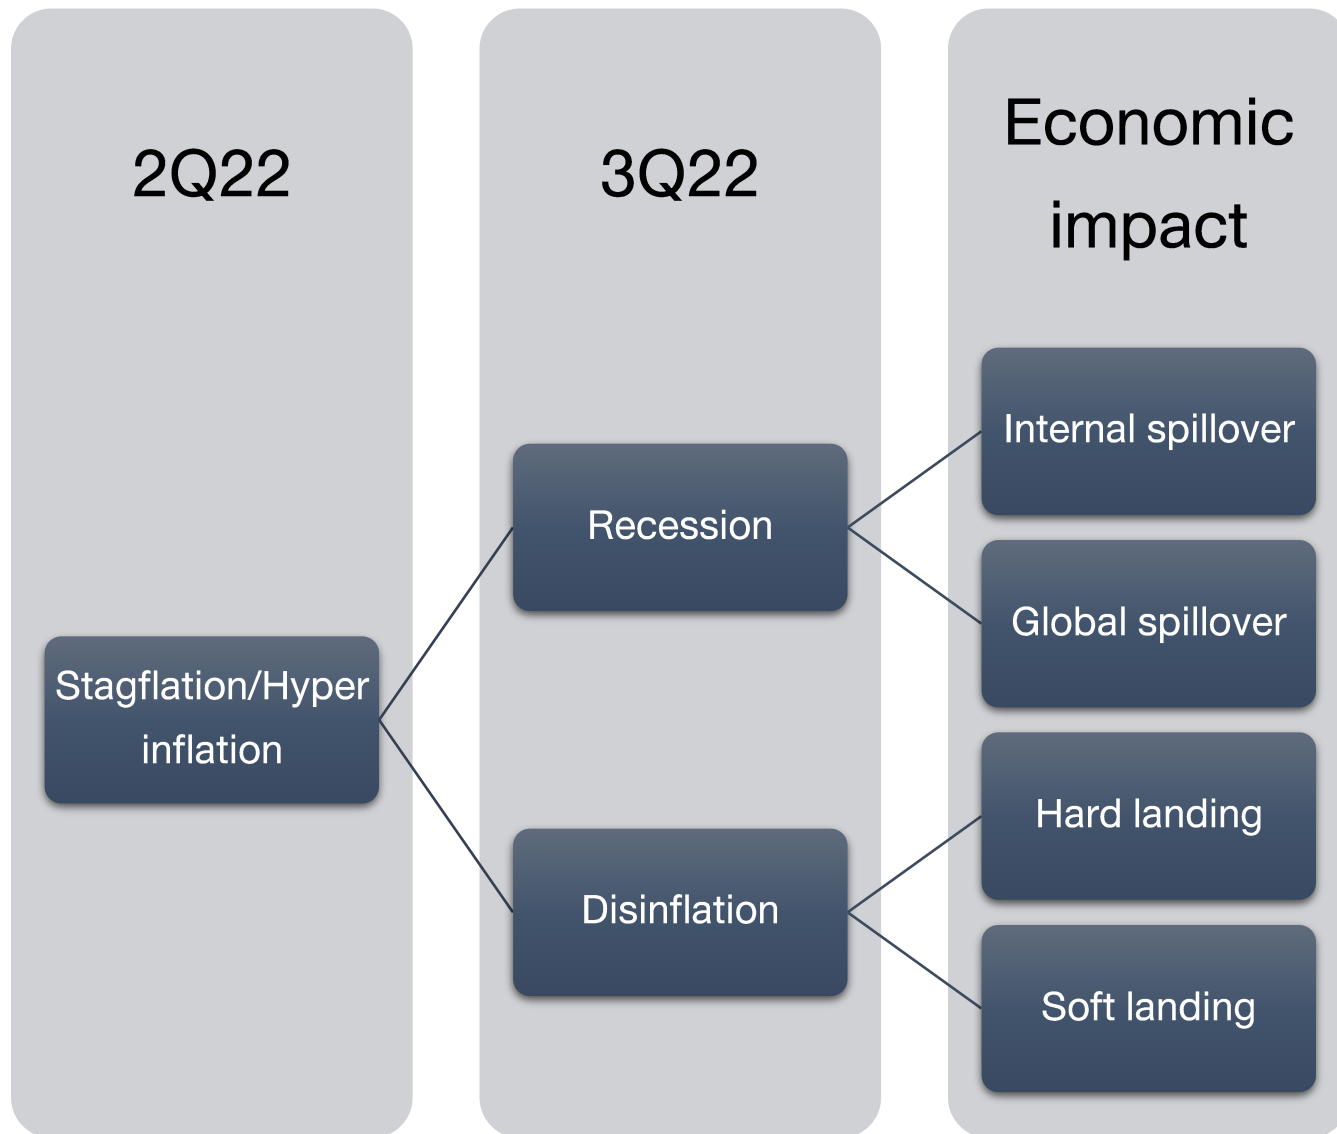 2Q22
3Q22
Economic
impact
Stagflation/Hyper
inflation
Recession
Disinflation
Internal spillover
Global spillover
Hard landing
Soft landing